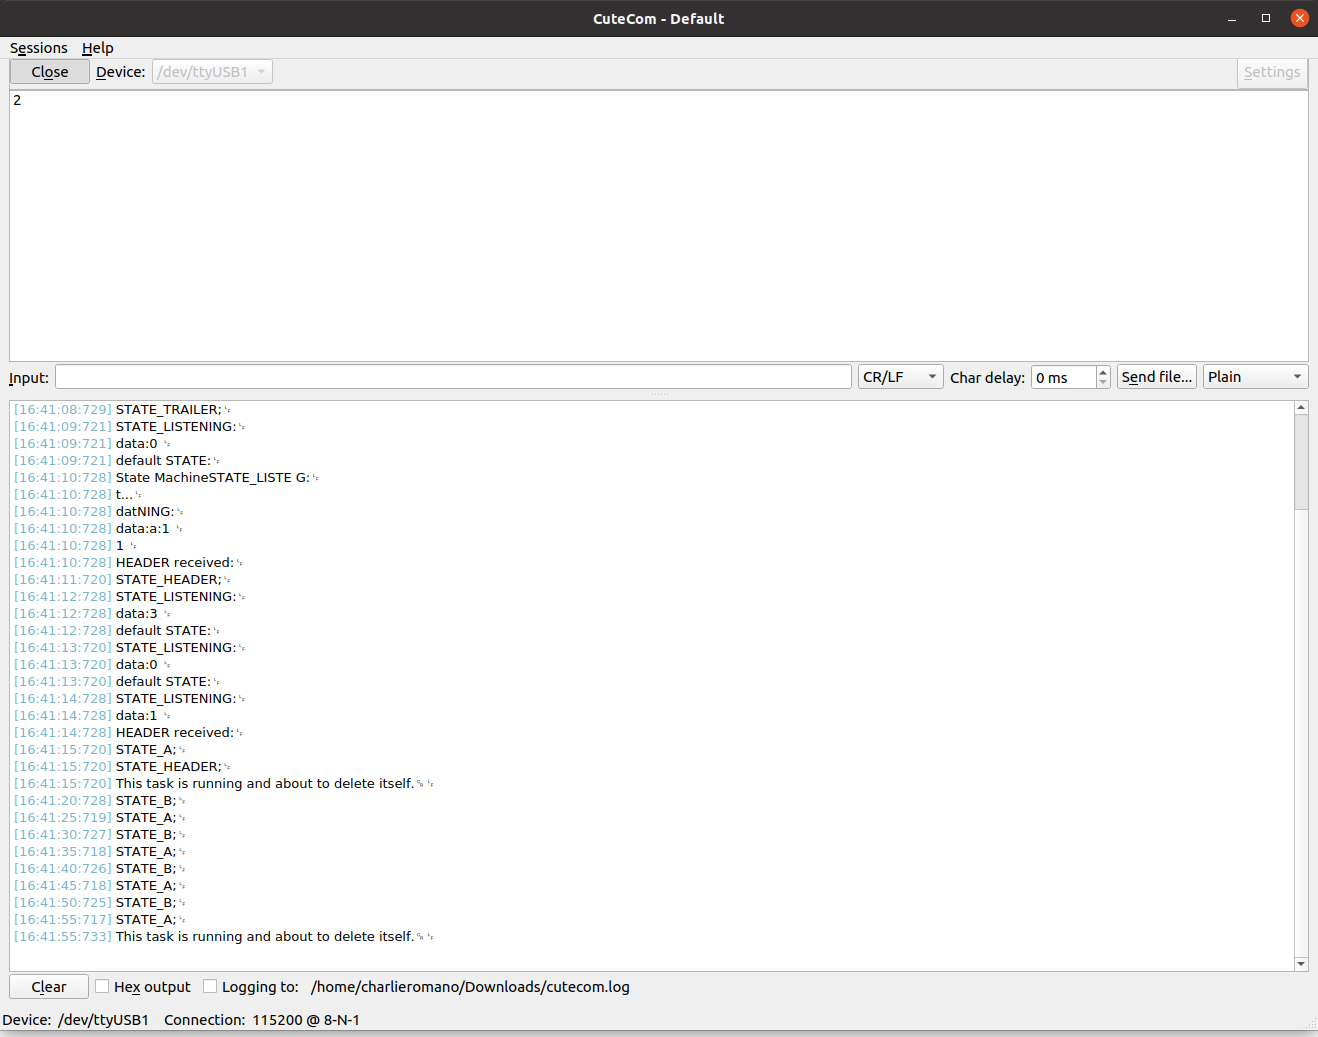 CuteCom - Default
Sessions Help
Close Device: /dev/ttyUSB1 Settings
2
Input: CR/LF Char delay: 0 ms Send file... Plain
[16:41:08:729] STATE_TRAILER;␊
[16:41:09:721] STATE_LISTENING:␊
[16:41:09:721] data:0 ␊
[16:41:09:721] default STATE:␊
[16:41:10:728] State MachineSTATE_LISTE G:␊
[16:41:10:728] t...␊
[16:41:10:728] datNING:␊
[16:41:10:728] data:a:1 ␊
[16:41:10:728] 1 ␊
[16:41:10:728] HEADER received:␊
[16:41:11:720] STATE_HEADER;␊
[16:41:12:728] STATE_LISTENING:␊
[16:41:12:728] data:3 ␊
[16:41:12:728] default STATE:␊
[16:41:13:720] STATE_LISTENING:␊
[16:41:13:720] data:0 ␊
[16:41:13:720] default STATE:␊
[16:41:14:728] STATE_LISTENING:␊
[16:41:14:728] data:1 ␊
[16:41:14:728] HEADER received:␊
[16:41:15:720] STATE_A;␊
[16:41:15:720] STATE_HEADER;␊
[16:41:15:720] This task is running and about to delete itself.␍␊
[16:41:20:728] STATE_B;␊
[16:41:25:719] STATE_A;␊
[16:41:30:727] STATE_B;␊
[16:41:35:718] STATE_A;␊
[16:41:40:726] STATE_B;␊
[16:41:45:718] STATE_A;␊
[16:41:50:725] STATE_B;␊
[16:41:55:717] STATE_A;␊
[16:41:55:733] This task is running and about to delete itself.␍␊
Clear Hex output Logging to: /home/charlieromano/Downloads/cutecom.log
Device: /dev/ttyUSB1 Connection: 115200 @ 8-N-1